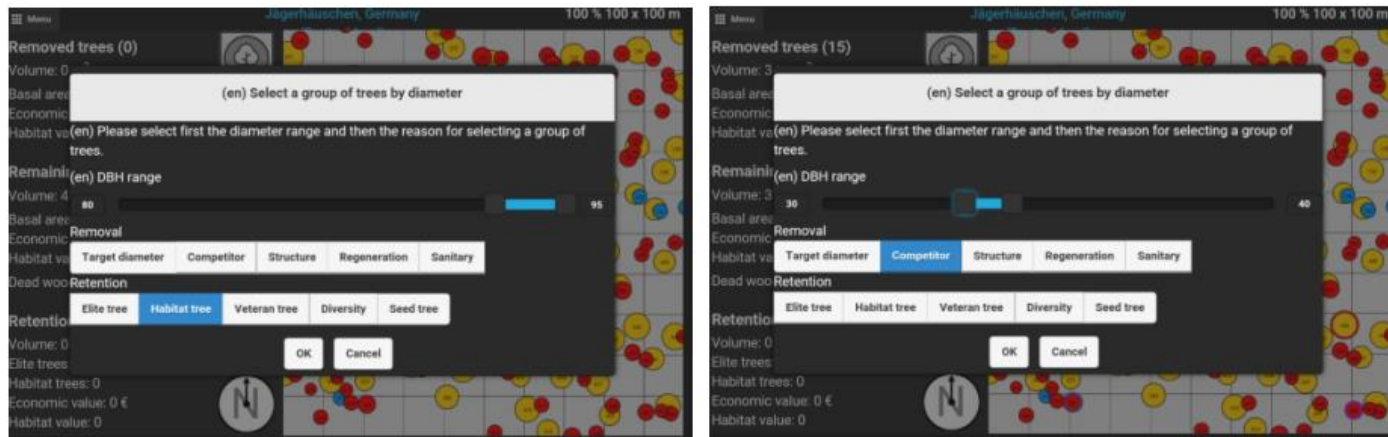 Menu
Jägerhäuschen, Germany
100 % 100 x 100 m
Removed trees (0)
Volume: 0
Basal area
Economic
Habitat va
Remaini
Volume: 4
Basal area
Economic
Habitat va
Dead woo
Retentio
Volume: 0
Elite trees
Habitat trees: 0
Economic value: 0 €
Habitat value: 0
(en) Select a group of trees by diameter
(en) Please select first the diameter range and then the reason for selecting a group of
trees.
(en) DBH range
80
95
Removal
Target diameter Competitor Structure Regeneration Sanitary
Retention
Elite tree Habitat tree Veteran tree Diversity Seed tree
OK Cancel
N
Menu
Jägerhäuschen, Germany
100 % 100 x 100 m
Removed trees (15)
Volume: 3
Basal area
Economic
Habitat va
Remaini
Volume: 3
Basal area
Economic
Habitat va
Dead woo
Retentio
Volume: 0
Elite trees
Habitat trees: 0
Economic value: 0 €
Habitat value: 0
(en) Select a group of trees by diameter
(en) Please select first the diameter range and then the reason for selecting a group of
trees.
(en) DBH range
30
40
Removal
Target diameter Competitor Structure Regeneration Sanitary
Retention
Elite tree Habitat tree Veteran tree Diversity Seed tree
OK Cancel
N